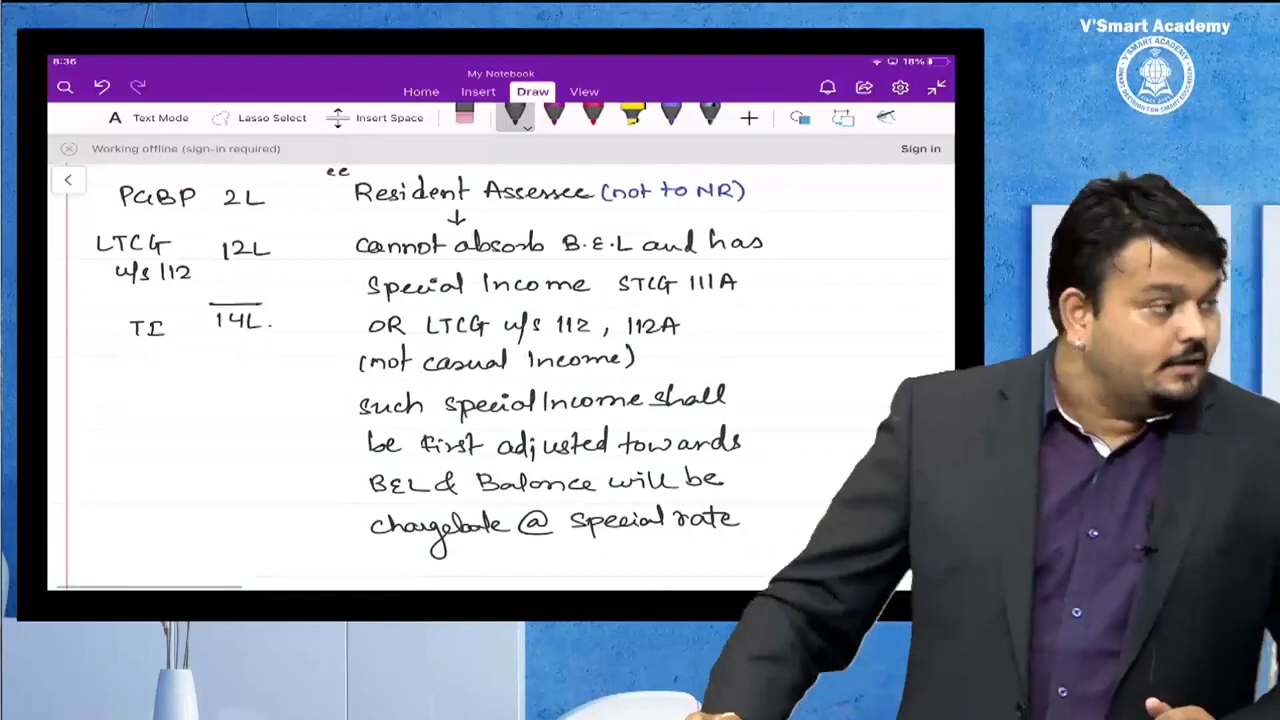 V'Smart Academy
8:36
18%
My Notebook
Home Insert Draw View
Text Mode Lasso Select Insert Space
Working offline (sign-in required) Sign in
PGBP 2L
LTCG 12L
u/s 112
TI 14L.
"Resident Assessee (not to NR)
↓
cannot absorb B.E.L and has
Special Income STCG 111A
OR LTCG u/s 112, 112A
(not casual Income)
such special Income shall
be first adjusted towards
BEL & Balance will be
chargeable @ special rate